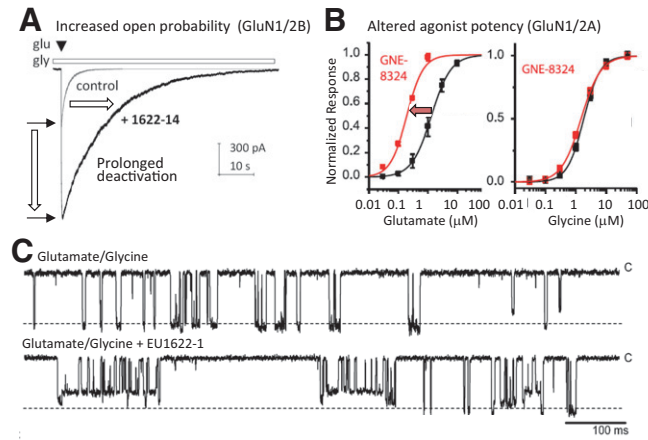 A Increased open probability (GluN1/2B)
glu
gly
control
+ 1622-14
Prolonged
deactivation
300 pA
10 s
B Altered agonist potency (GluN1/2A)
Normalized Response
1.0
0.8
0.6
0.4
0.2
0.0
GNE-
8324
0.01 0.1 1 10 100
Glutamate (μM)
1.0
0.5
0.0
GNE-8324
0.01 0.1 1 10 100
Glycine (μM)
C Glutamate/Glycine
C
Glutamate/Glycine + EU1622-1
C
100 ms